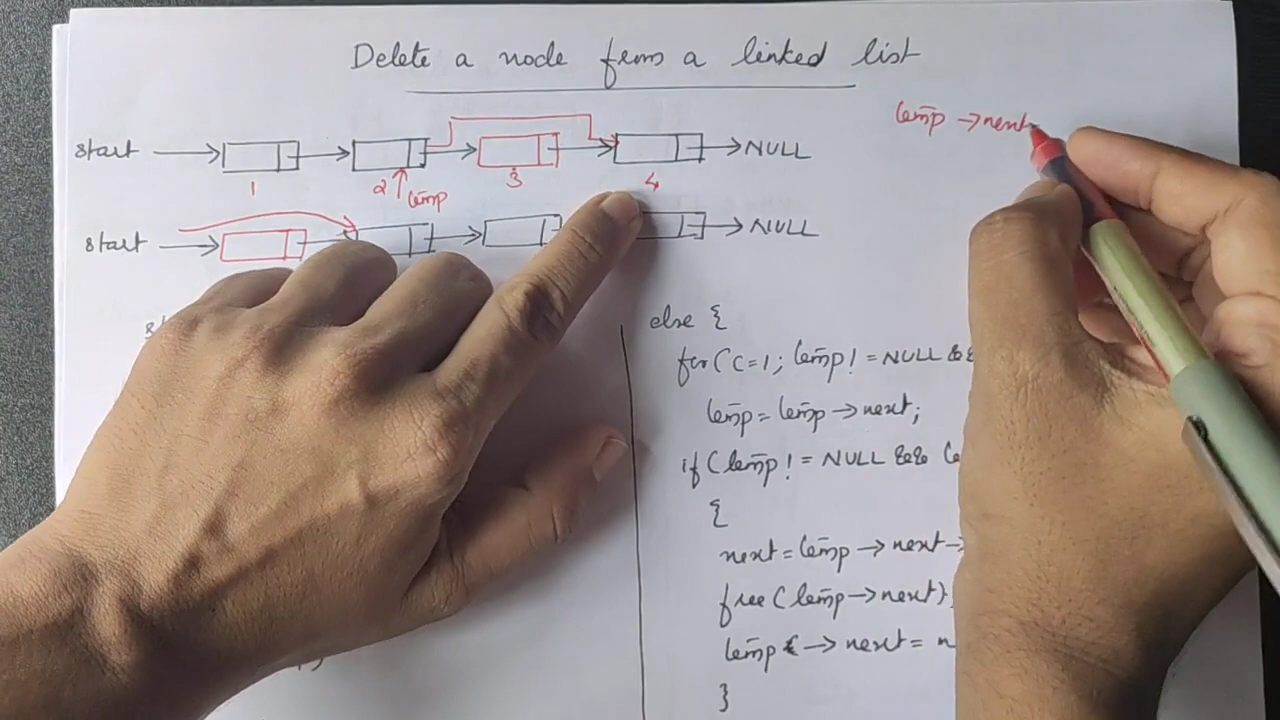 Delete a node from a linked list
temp → next
start → → → → NULL
1 2 temp 3 4
start → → NULL
else {
for(c=1; temp != NULL &&
temp = temp → next;
if (temp != NULL &&
{
next = temp → next →
free (temp → next)
temp → next =
}